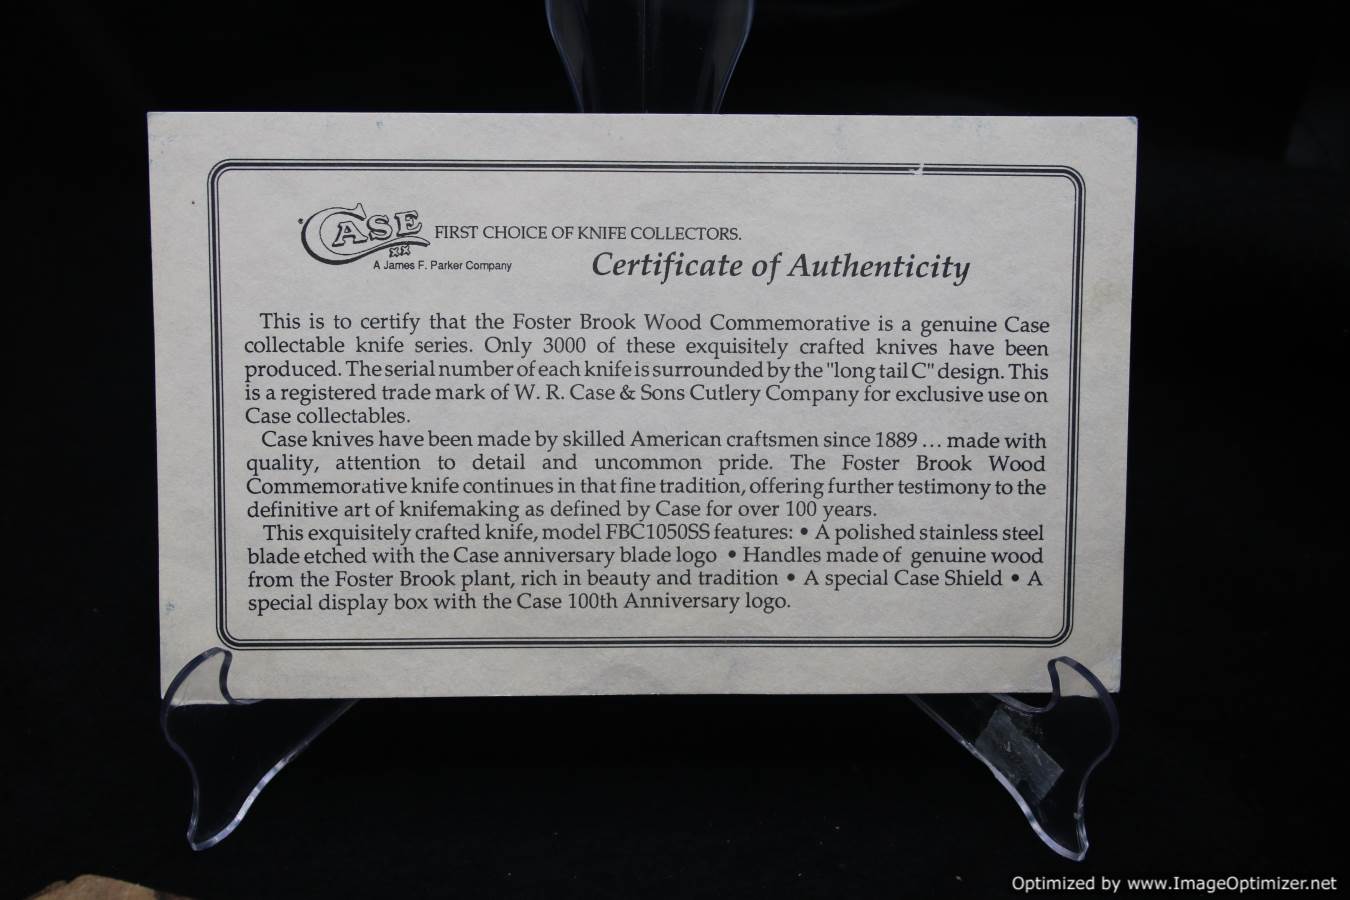 CASE XX FIRST CHOICE OF KNIFE COLLECTORS.
A James F. Parker Company
Certificate of Authenticity
This is to certify that the Foster Brook Wood Commemorative is a genuine Case
collectable knife series. Only 3000 of these exquisitely crafted knives have been
produced. The serial number of each knife is surrounded by the "long tail C" design. This
is a registered trade mark of W. R. Case & Sons Cutlery Company for exclusive use on
Case collectables.
Case knives have been made by skilled American craftsmen since 1889 ... made with
quality, attention to detail and uncommon pride. The Foster Brook Wood
Commemorative knife continues in that fine tradition, offering further testimony to the
definitive art of knifemaking as defined by Case for over 100 years.
This exquisitely crafted knife, model FBC1050SS features: • A polished stainless steel
blade etched with the Case anniversary blade logo • Handles made of genuine wood
from the Foster Brook plant, rich in beauty and tradition • A special Case Shield • A
special display box with the Case 100th Anniversary logo.
Optimized by www.ImageOptimizer.net